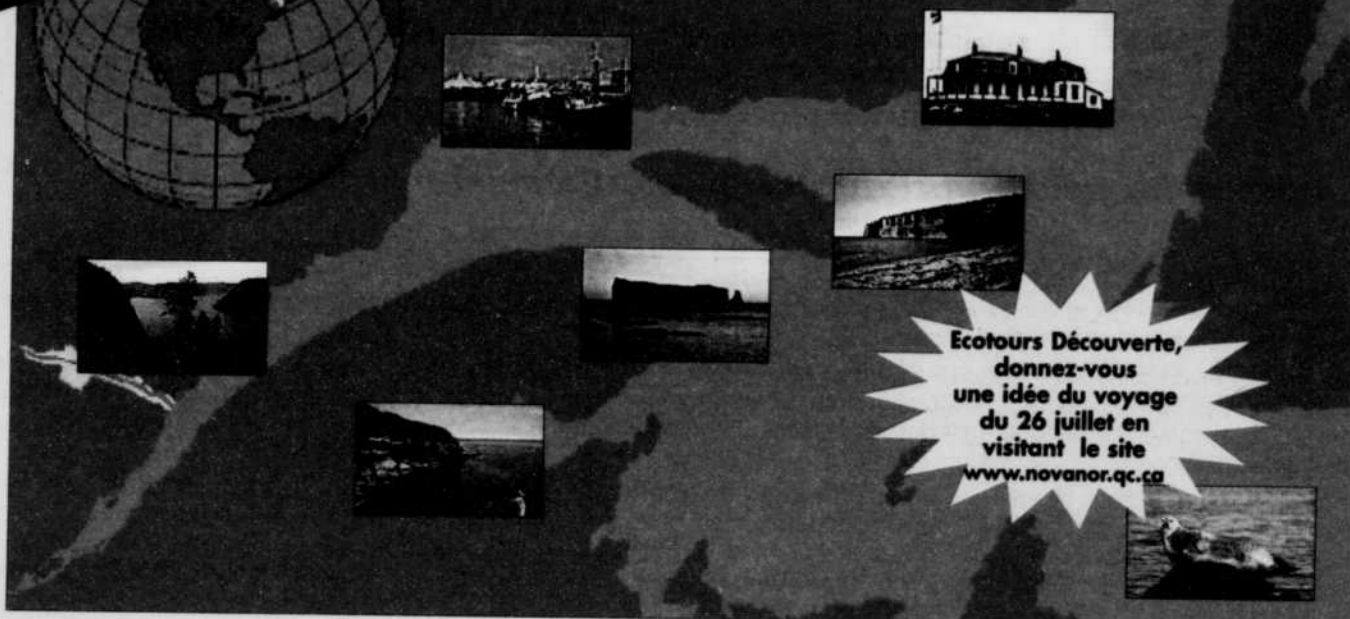 Ecotours Découverte,
donnez-vous
une idée du voyage
du 26 juillet en
visitant le site
www.novanor.qc.ca